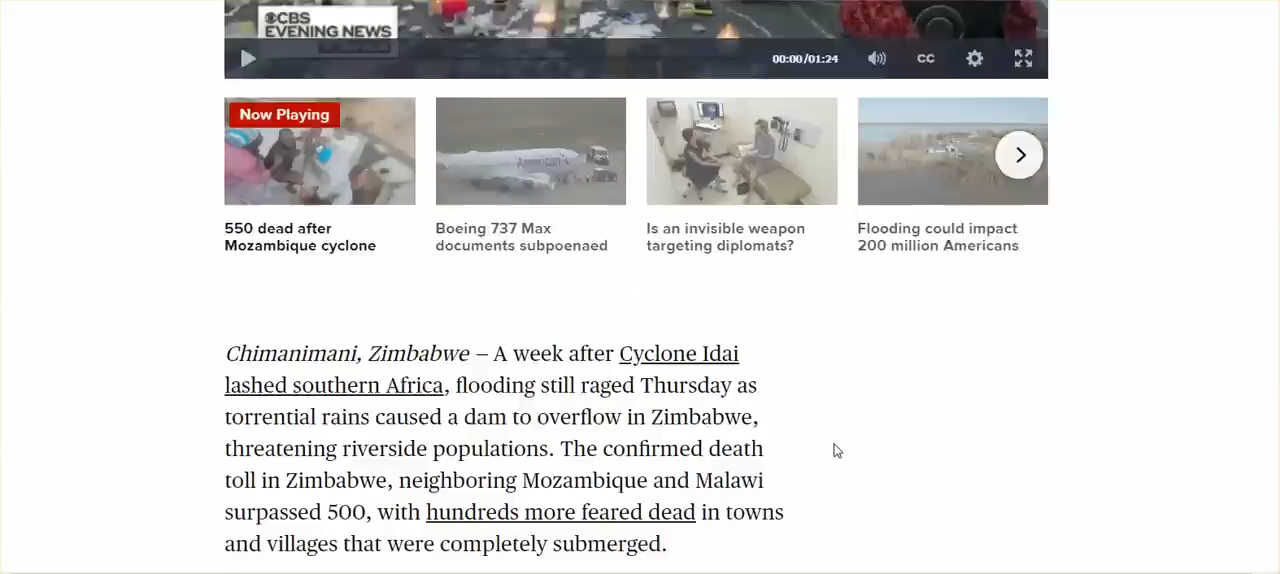 CBS
EVENING NEWS
00:00/01:24
CC
Now Playing
American
550 dead after
Mozambique cyclone
Boeing 737 Max
documents subpoenaed
Is an invisible weapon
targeting diplomats?
Flooding could impact
200 million Americans
Chimanimani, Zimbabwe – A week after Cyclone Idai
lashed southern Africa, flooding still raged Thursday as
torrential rains caused a dam to overflow in Zimbabwe,
threatening riverside populations. The confirmed death
toll in Zimbabwe, neighboring Mozambique and Malawi
surpassed 500, with hundreds more feared dead in towns
and villages that were completely submerged.